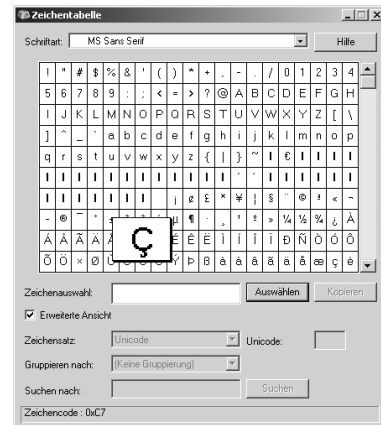 Zeichentabelle
Schriftart: MS Sans Serif Hilfe
! " # $ % & ' ( ) * + , - . / 0 1 2 3 4
5 6 7 8 9 : ; < = > ? @ A B C D E F G H
I J K L M N O P Q R S T U V W X Y Z [ \
] ^ _ ` a b c d e f g h i j k l m n o p
q r s t u v w x y z { | } ~ €
¡ ¢ £ ¤ ¥ ¦ § ¨ © ª « ¬
- ® ¯ ° ± µ ¶ · ¸ ¹ º » ¼ ½ ¾ ¿ À
Á Â Ã Ä Å Ç É Ê Ë Ì Í Î Ï Ð Ñ Ò Ó Ô
Õ Ö × Ø Ý Þ ß à á â ã ä å æ ç è
Zeichenauswahl: Auswählen Kopieren
Erweiterte Ansicht
Zeichensatz: Unicode Unicode:
Gruppieren nach: (Keine Gruppierung)
Suchen nach: Suchen
Zeichencode : 0xC7